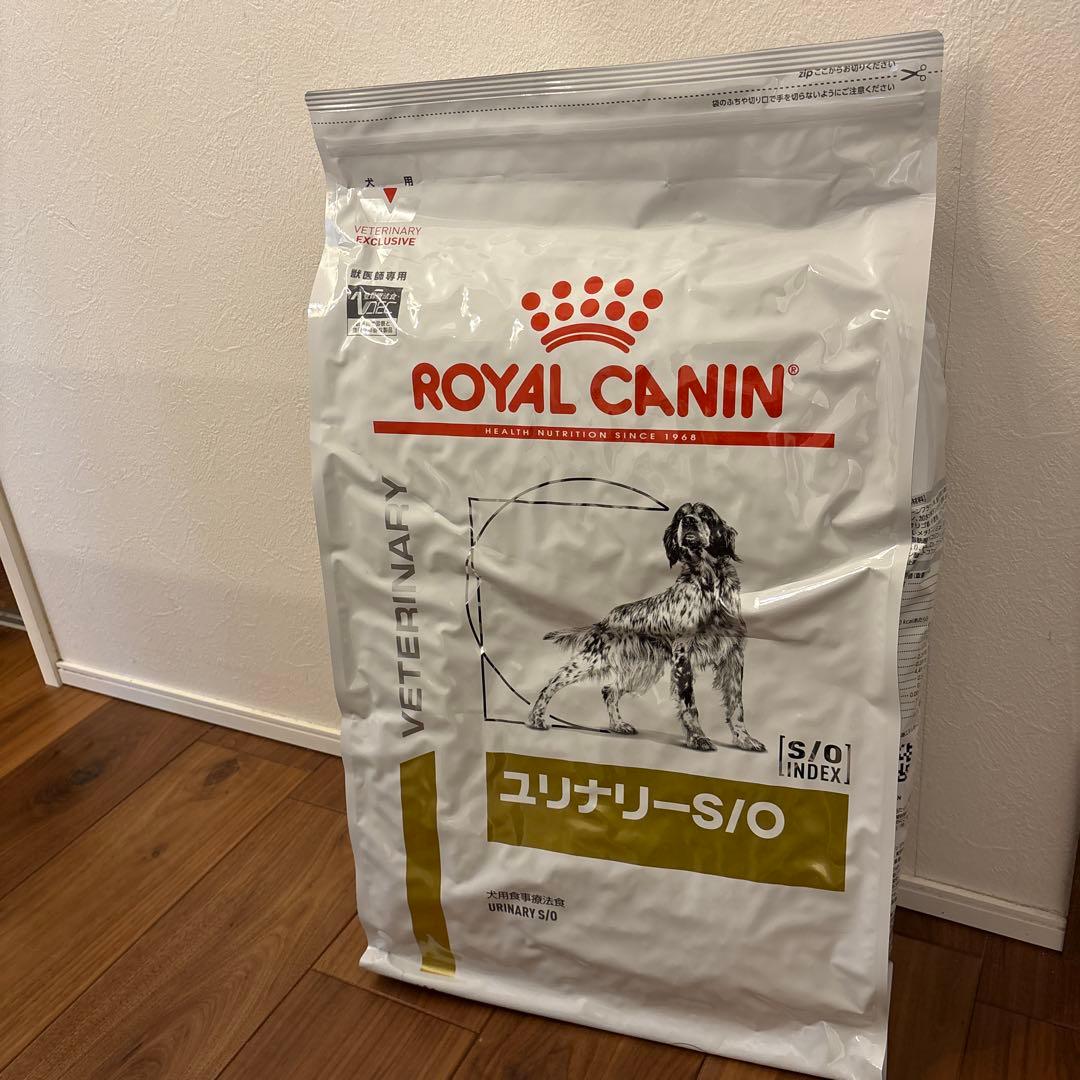 zip ここからお切りください
袋のふちや切り口で手を切らないようにご注意ください
犬 用
VETERINARY
EXCLUSIVE
獣医師専用
ROYAL CANIN®
HEALTH NUTRITION SINCE 1968
VETERINARY
[S/O
INDEX]
ユリナリーS/O
犬用食事療法食
URINARY S/O